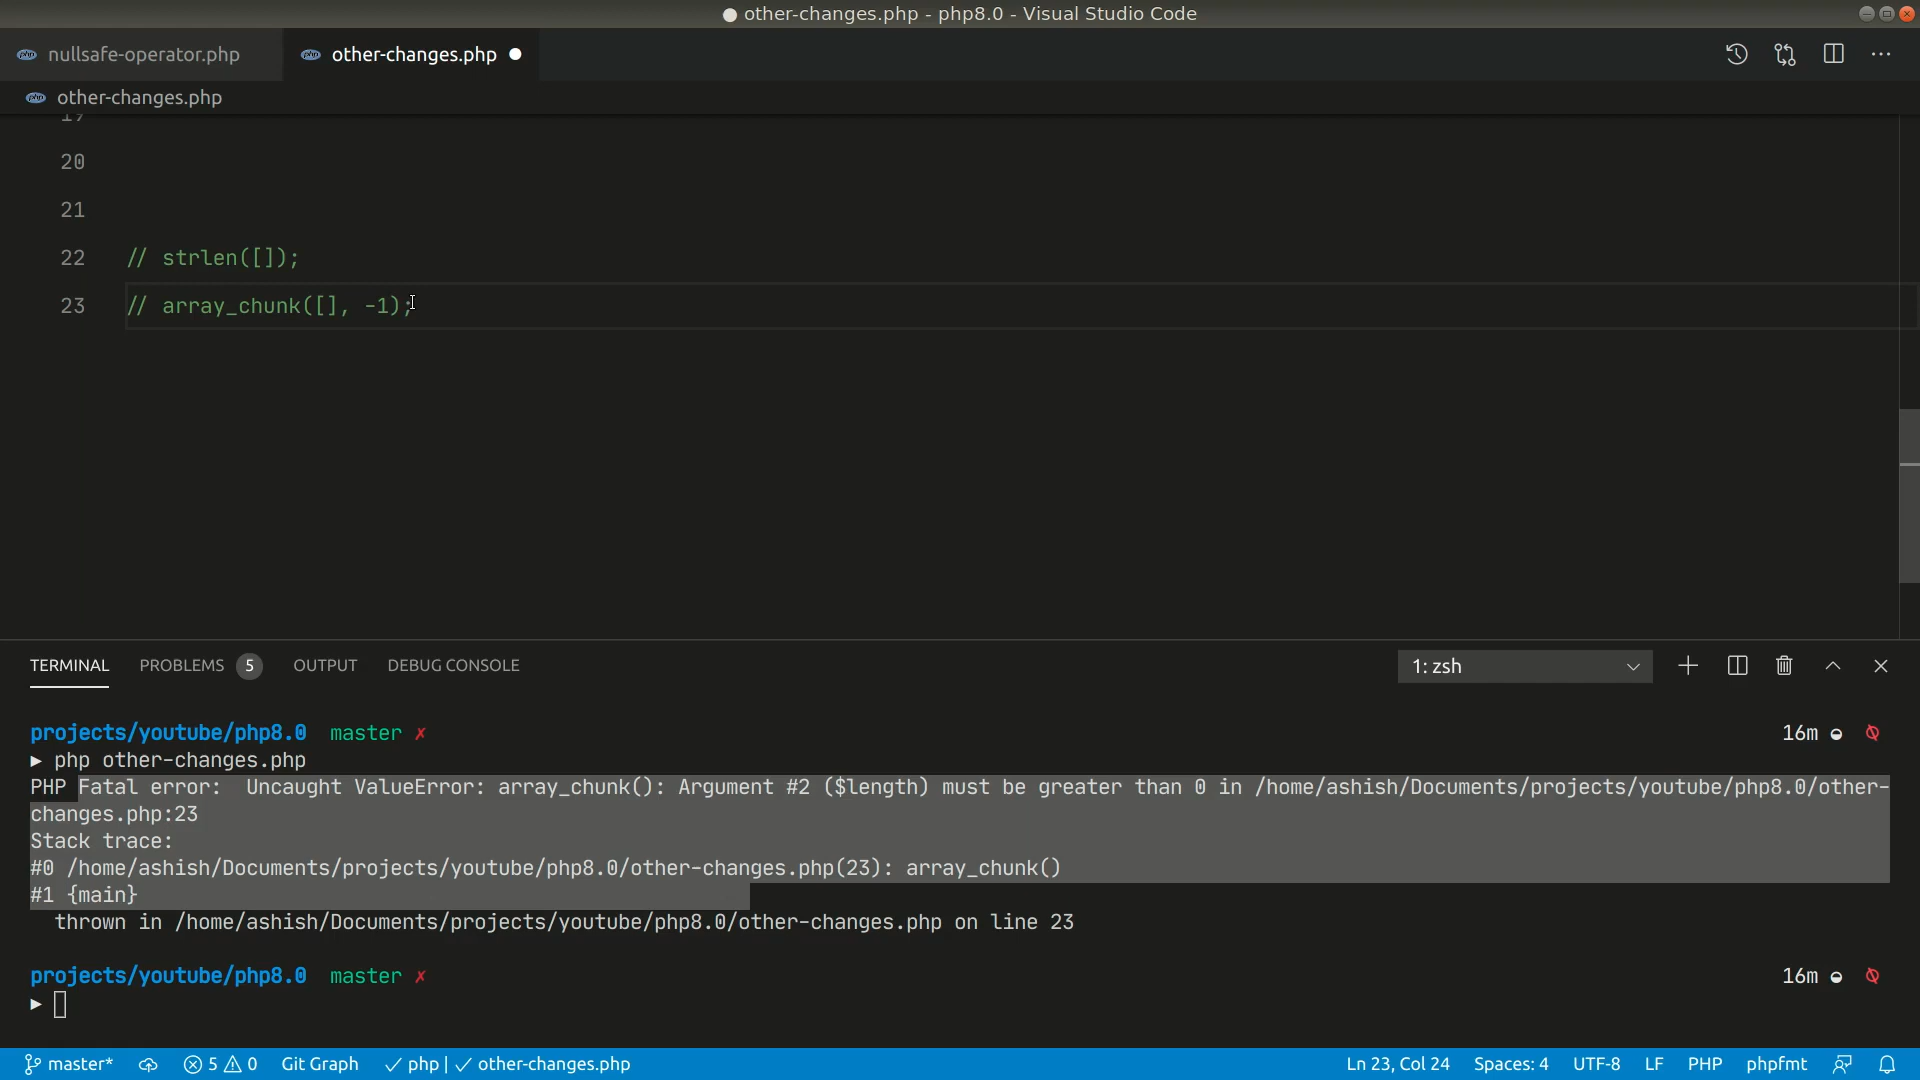 other-changes.php - php8.0 - Visual Studio Code
nullsafe-operator.php
other-changes.php
other-changes.php
19
20
21
22 // strlen([]);
23 // array_chunk([], -1);
TERMINAL PROBLEMS 5 OUTPUT DEBUG CONSOLE 1: zsh
projects/youtube/php8.0 master ✗ 16m
▶ php other-changes.php
PHP Fatal error:  Uncaught ValueError: array_chunk(): Argument #2 ($length) must be greater than 0 in /home/ashish/Documents/projects/youtube/php8.0/other-
changes.php:23
Stack trace:
#0 /home/ashish/Documents/projects/youtube/php8.0/other-changes.php(23): array_chunk()
#1 {main}
thrown in /home/ashish/Documents/projects/youtube/php8.0/other-changes.php on line 23
projects/youtube/php8.0 master ✗ 16m
▶
master* 5 0 Git Graph ✓ php | ✓ other-changes.php Ln 23, Col 24 Spaces: 4 UTF-8 LF PHP phpfmt